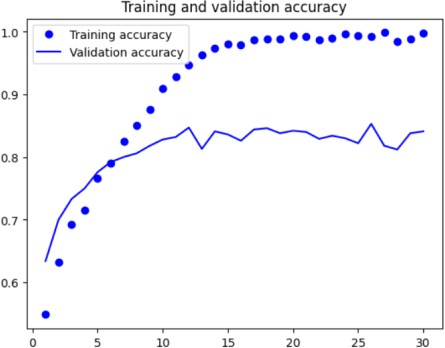 Training and validation accuracy
Training accuracy
Validation accuracy
1.0
0.9
0.8
0.7
0.6
0 5 10 15 20 25 30